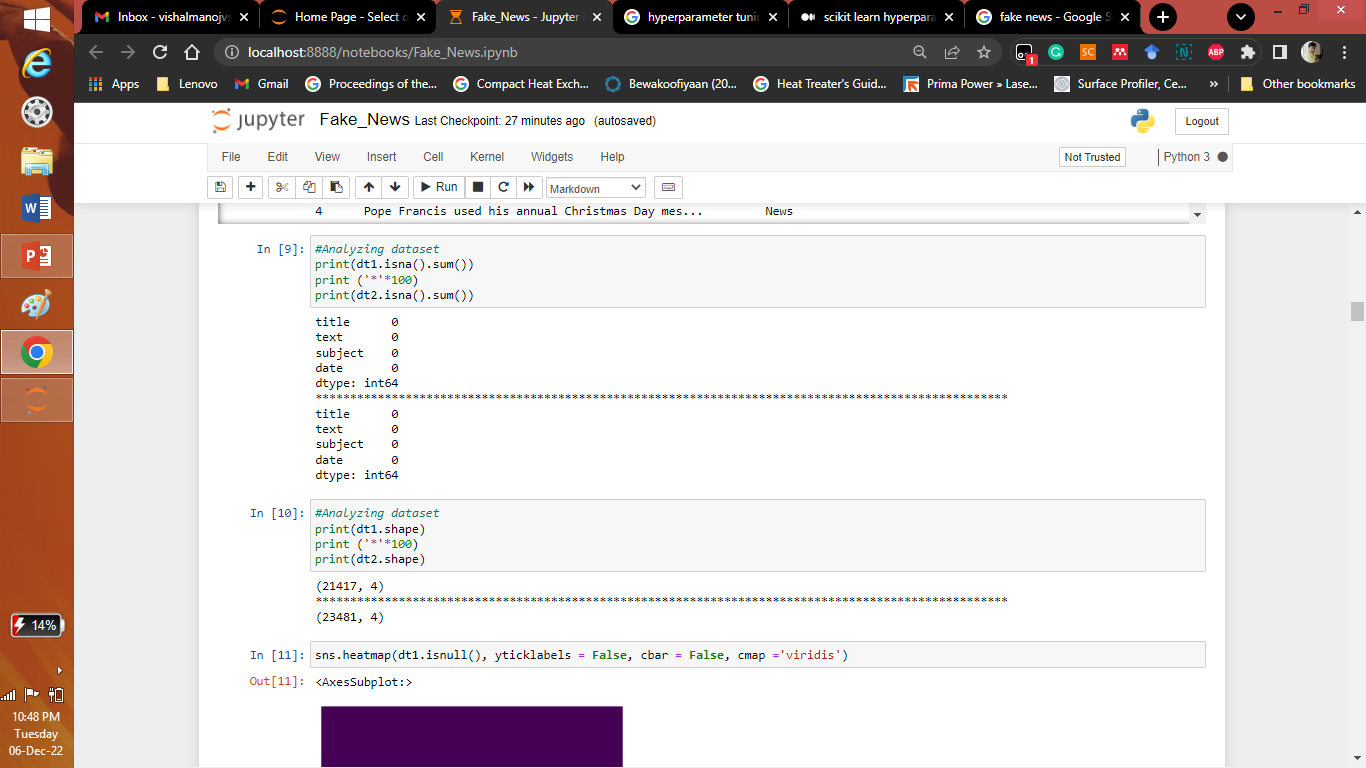 Inbox - vishalmanojvs
Home Page - Select o
Fake_News - Jupyter
hyperparameter tunin
scikit learn hyperpara
fake news - Google S
localhost:8888/notebooks/Fake_News.ipynb
1
SC
ABP
Apps
Lenovo
Gmail
Proceedings of the...
Compact Heat Exch...
Bewakoofiyaan (20...
Heat Treater's Guid...
Prima Power » Lase...
Surface Profiler, Ce...
»
Other bookmarks
jupyter Fake_News Last Checkpoint: 27 minutes ago (autosaved)
Logout
File Edit View Insert Cell Kernel Widgets Help
Not Trusted
Python 3
Run
Markdown
4 Pope Francis used his annual Christmas Day mes... News
In [9]: #Analyzing dataset
print(dt1.isna().sum())
print ('*'*100)
print(dt2.isna().sum())
title 0
text 0
subject 0
date 0
dtype: int64
****************************************************************************************************
title 0
text 0
subject 0
date 0
dtype: int64
In [10]: #Analyzing dataset
print(dt1.shape)
print ('*'*100)
print(dt2.shape)
(21417, 4)
****************************************************************************************************
(23481, 4)
In [11]: sns.heatmap(dt1.isnull(), yticklabels = False, cbar = False, cmap ='viridis')
Out[11]: <AxesSubplot:>
14%
10:48 PM
Tuesday
06-Dec-22